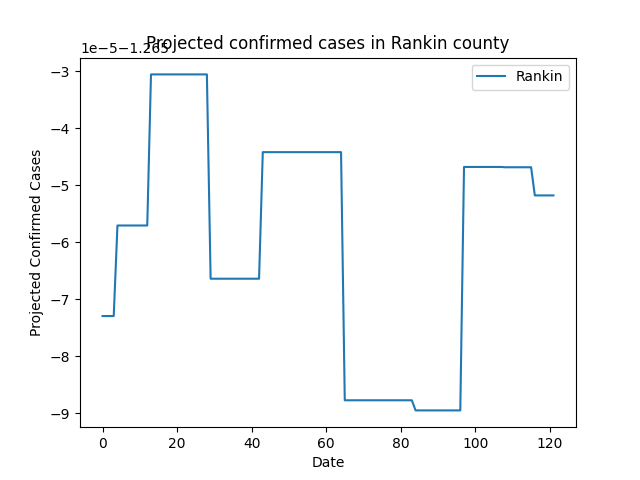 Projected confirmed cases in Rankin county
1e−5−1.265
Rankin
−3
−4
−5
−6
−7
−8
−9
Projected Confirmed Cases
0 20 40 60 80 100 120
Date